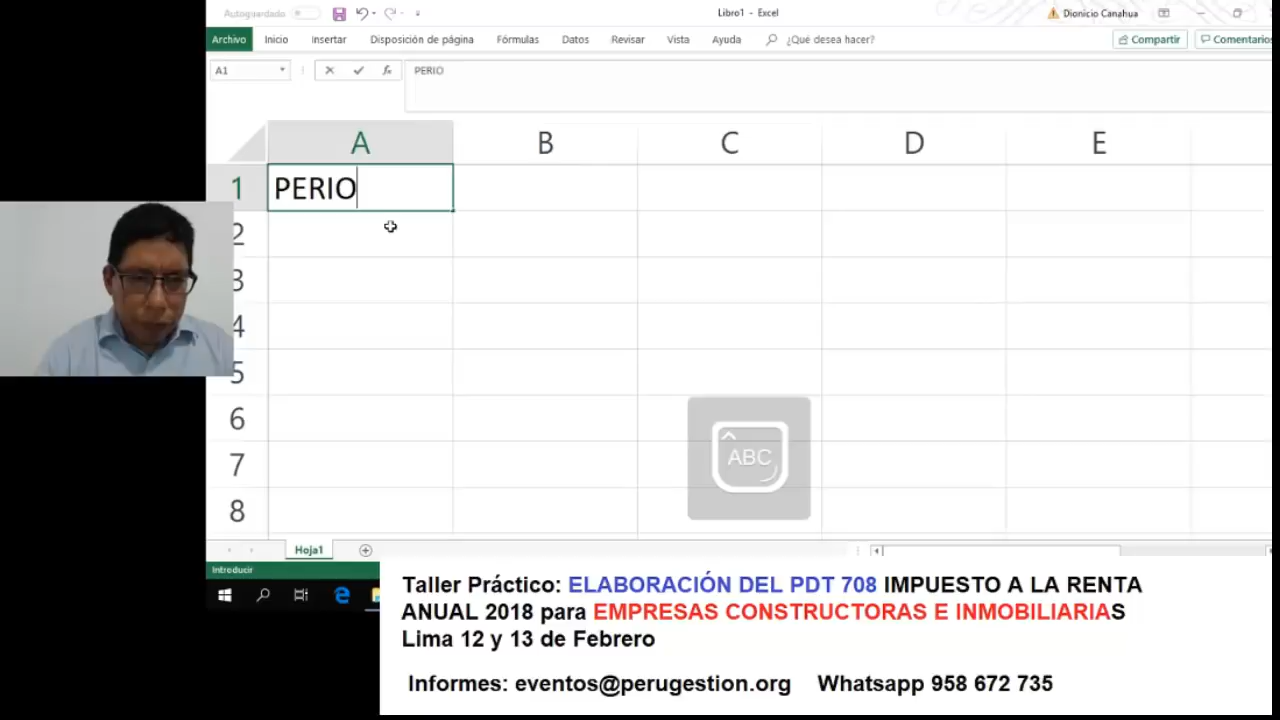 Autoguardado
Libro1 - Excel
Dionicio Canahua
Archivo Inicio Insertar Disposición de página Fórmulas Datos Revisar Vista Ayuda ¿Qué desea hacer? Compartir Comentarios
A1 fx PERIO
A B C D E
1 PERIO
2
3
4
5
6
7
8
ABC
Hoja1
Introducir
Taller Práctico: ELABORACIÓN DEL PDT 708 IMPUESTO A LA RENTA
ANUAL 2018 para EMPRESAS CONSTRUCTORAS E INMOBILIARIAS
Lima 12 y 13 de Febrero
Informes: eventos@perugestion.org Whatsapp 958 672 735